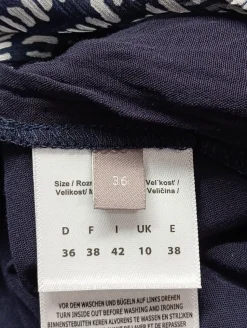 36
Size / Rozm Vel´kost´ /
Velikost/ M Veličina /
D F I UK E
36 38 42 10 38
VOR DEM WASCHEN UND BÜGELN AUF LINKS DREHEN
TURN INSIDE OUT BEFORE WASHING AND IRONING
BINNENSTEBUITEN KEREN ALVORENS TE WASSEN EN STRIJKEN